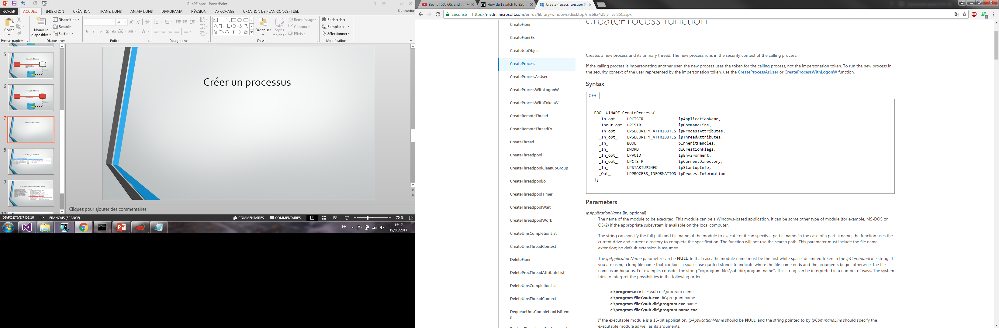 RunPE.pptx - PowerPoint
FICHIER ACCUEIL INSERTION CRÉATION TRANSITIONS ANIMATIONS DIAPORAMA RÉVISION AFFICHAGE CRéATION DE PLAN CONCEPTUEL Connexion
Coller
Nouvelle diapositive
Disposition
Rétablir
Section
24
G I S S abc AV Aa A
Organiser
Styles rapides
Remplissage
Contour
Effets
Rechercher
Remplacer
Sélectionner
Presse-papiers Diapositives Police Paragraphe Dessin Modification
5
Concept - Etape 3
6
Concept - Etape 4
7
Créer un processus
8
CREATE_SUSPENDED
9
PEB - Process Environment Block
10
Créer un processus
Cliquez pour ajouter des commentaires
DIAPOSITIVE 7 DE 10 FRANÇAIS (FRANCE) COMMENTAIRES COMMENTAIRES 70 %
FR
15:17
19/08/2017
Best of 50s 60s and 70
How do I switch to 32bit
CreateProcess function (
Sécurisé https://msdn.microsoft.com/en-us/library/windows/desktop/ms682425(v=vs.85).aspx
ABP
0
CreateFiber
CreateFiberEx
CreateJobObject
CreateProcess
CreateProcessAsUser
CreateProcessWithLogonW
CreateProcessWithTokenW
CreateRemoteThread
CreateRemoteThreadEx
CreateThread
CreateThreadpool
CreateThreadpoolCleanupGroup
CreateThreadpoolIo
CreateThreadpoolTimer
CreateThreadpoolWait
CreateThreadpoolWork
CreateUmsCompletionList
CreateUmsThreadContext
DeleteFiber
DeleteProcThreadAttributeList
DeleteUmsCompletionList
DeleteUmsThreadContext
DequeueUmsCompletionListItem
s
CreateProcess function
Creates a new process and its primary thread. The new process runs in the security context of the calling process.
If the calling process is impersonating another user, the new process uses the token for the calling process, not the impersonation token. To run the new process in
the security context of the user represented by the impersonation token, use the CreateProcessAsUser or CreateProcessWithLogonW function.
Syntax
C++
BOOL WINAPI CreateProcess(
_In_opt_ LPCTSTR lpApplicationName,
_Inout_opt_ LPTSTR lpCommandLine,
_In_opt_ LPSECURITY_ATTRIBUTES lpProcessAttributes,
_In_opt_ LPSECURITY_ATTRIBUTES lpThreadAttributes,
_In_ BOOL bInheritHandles,
_In_ DWORD dwCreationFlags,
_In_opt_ LPVOID lpEnvironment,
_In_opt_ LPCTSTR lpCurrentDirectory,
_In_ LPSTARTUPINFO lpStartupInfo,
_Out_ LPPROCESS_INFORMATION lpProcessInformation
);
Parameters
lpApplicationName [in, optional]
The name of the module to be executed. This module can be a Windows-based application. It can be some other type of module (for example, MS-DOS or
OS/2) if the appropriate subsystem is available on the local computer.
The string can specify the full path and file name of the module to execute or it can specify a partial name. In the case of a partial name, the function uses the
current drive and current directory to complete the specification. The function will not use the search path. This parameter must include the file name
extension; no default extension is assumed.
The lpApplicationName parameter can be NULL. In that case, the module name must be the first white space–delimited token in the lpCommandLine string. If
you are using a long file name that contains a space, use quoted strings to indicate where the file name ends and the arguments begin; otherwise, the file
name is ambiguous. For example, consider the string "c:\program files\sub dir\program name". This string can be interpreted in a number of ways. The system
tries to interpret the possibilities in the following order:
c:\program.exe files\sub dir\program name
c:\program files\sub.exe dir\program name
c:\program files\sub dir\program.exe name
c:\program files\sub dir\program name.exe
If the executable module is a 16-bit application, lpApplicationName should be NULL, and the string pointed to by lpCommandLine should specify the
executable module as well as its arguments.